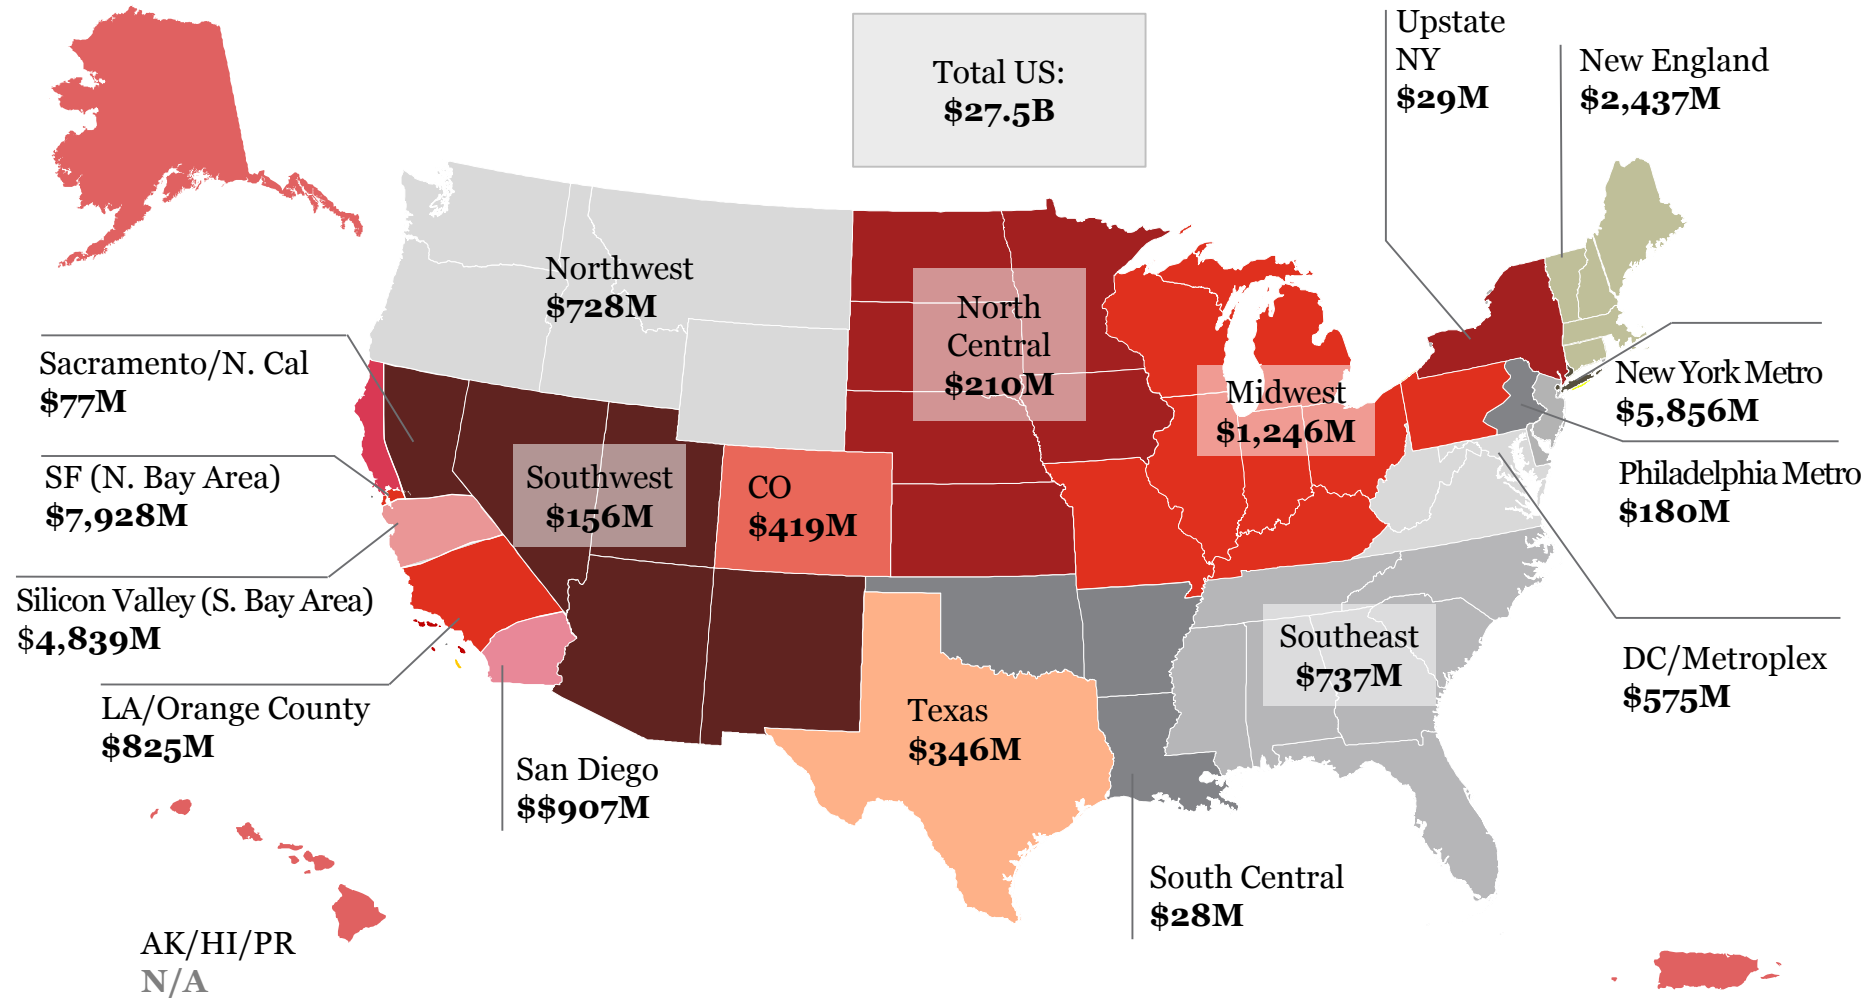 Total US:
$27.5B
Upstate
NY
$29M
New England
$2,437M
Northwest
$728M
North
Central
$210M
Sacramento/N. Cal
$77M
Midwest
$1,246M
New York Metro
$5,856M
SF (N. Bay Area)
$7,928M
Southwest
$156M
CO
$419M
Philadelphia Metro
$180M
Silicon Valley (S. Bay Area)
$4,839M
Southeast
$737M
DC/Metroplex
$575M
LA/Orange County
$825M
Texas
$346M
San Diego
$$907M
South Central
$28M
AK/HI/PR
N/A